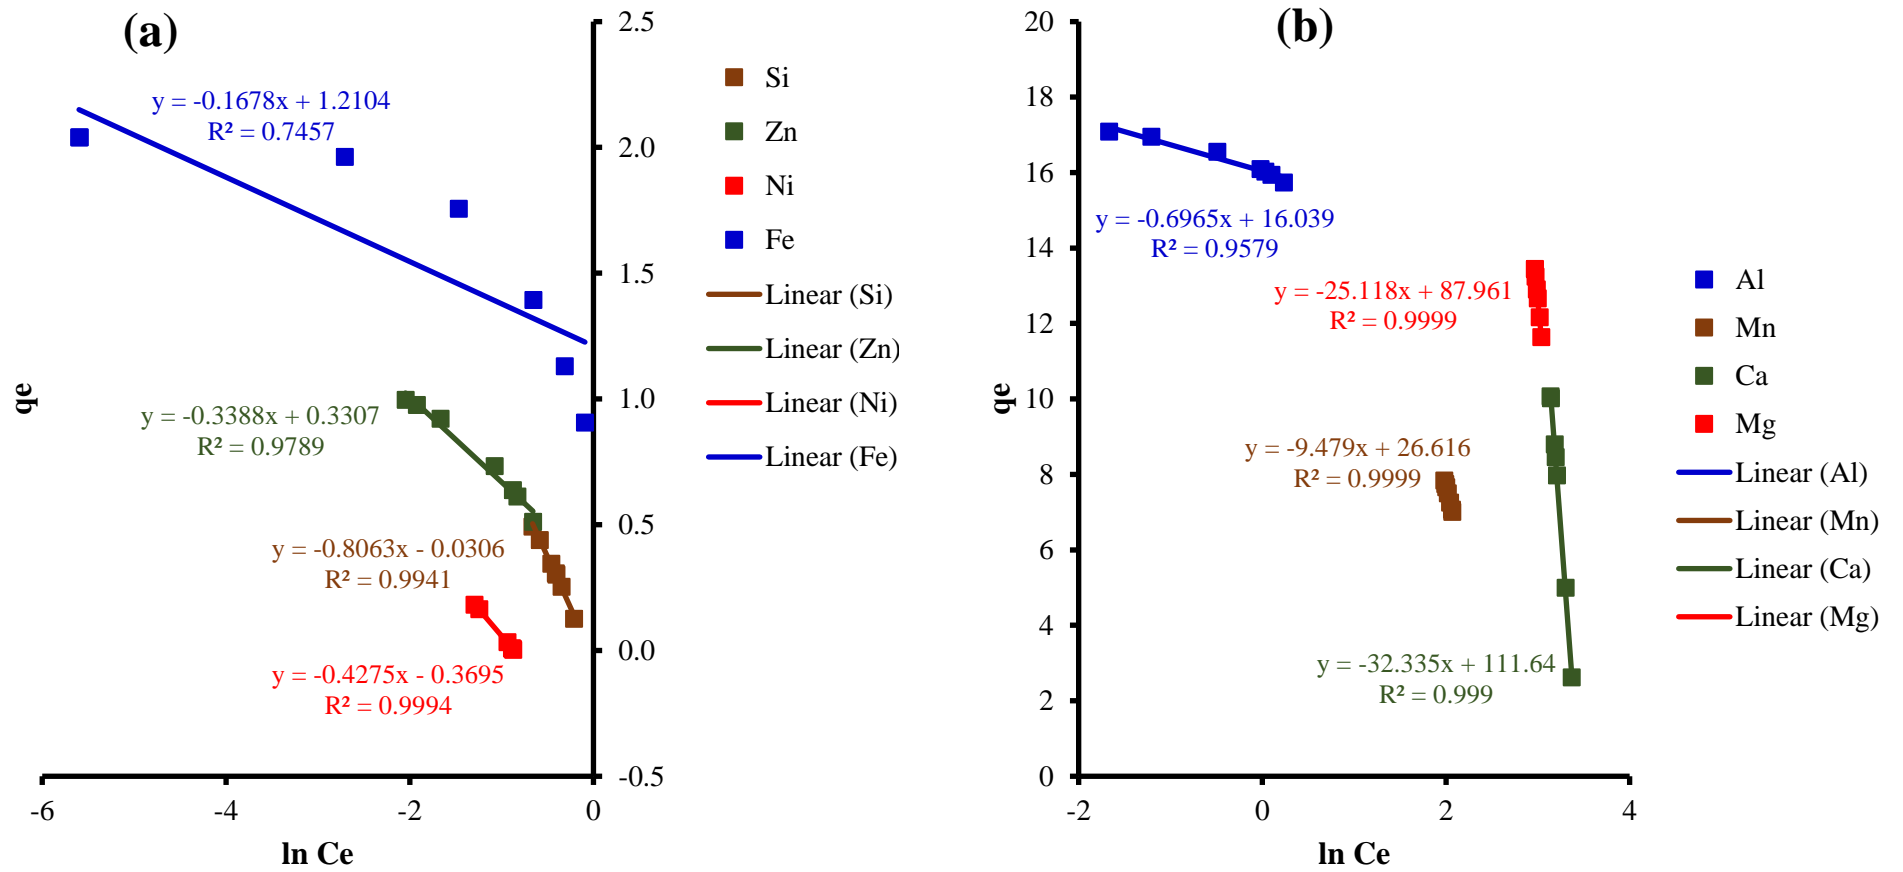 (a)
2.5
2.0
1.5
1.0
0.5
0.0
-0.5
-6
-4
-2
0
qe
ln Ce
y = -0.1678x + 1.2104
R² = 0.7457
y = -0.3388x + 0.3307
R² = 0.9789
y = -0.8063x - 0.0306
R² = 0.9941
y = -0.4275x - 0.3695
R² = 0.9994
Si
Zn
Ni
Fe
Linear (Si)
Linear (Zn)
Linear (Ni)
Linear (Fe)
(b)
20
18
16
14
12
10
8
6
4
2
0
-2
0
2
4
qe
ln Ce
y = -0.6965x + 16.039
R² = 0.9579
y = -25.118x + 87.961
R² = 0.9999
y = -9.479x + 26.616
R² = 0.9999
y = -32.335x + 111.64
R² = 0.999
Al
Mn
Ca
Mg
Linear (Al)
Linear (Mn)
Linear (Ca)
Linear (Mg)